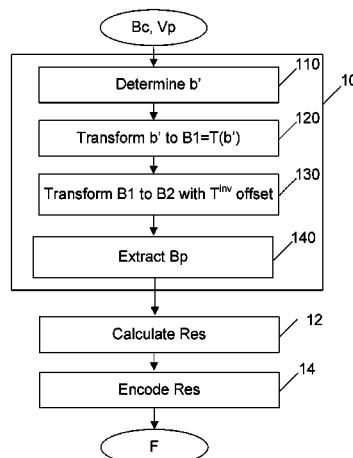 Bc, Vp
110
10
Determine b'
120
Transform b' to B1=T(b')
130
Transform B1 to B2 with T^inv offset
140
Extract Bp
12
Calculate Res
14
Encode Res
F